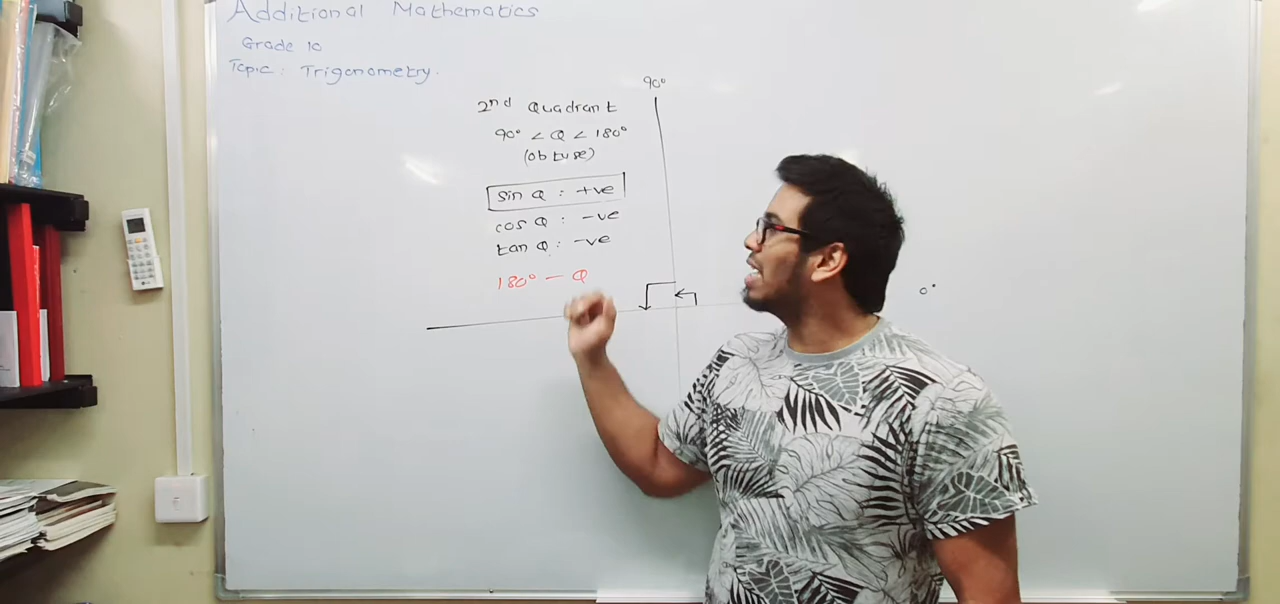 Additional Mathematics
Grade 10
Topic: Trigonometry.
90°
2nd Quadrant
90° < Q < 180°
(obtuse)
sin Q : +ve
cos Q : -ve
tan Q : -ve
180° - Q
0°